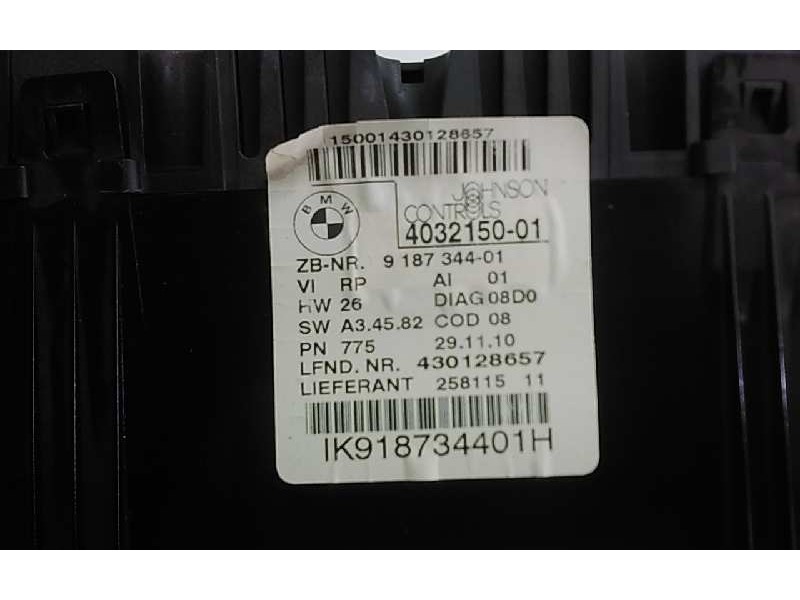 15001430128657
BMW
JOHNSON
CONTROLS
4032150-01
ZB-NR. 9 187 344-01
VI RP AI 01
HW 26 DIAG 08D0
SW A3.45.82 COD 08
PN 775 29.11.10
LFND. NR. 430128657
LIEFERANT 258115 11
IK918734401H